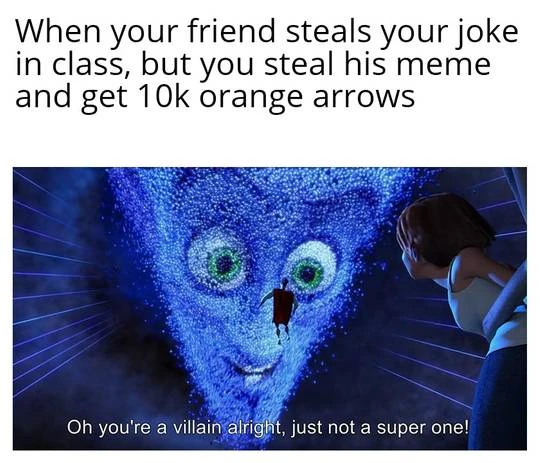 When your friend steals your joke
in class, but you steal his meme
and get 10k orange arrows
Oh you're a villain alright, just not a super one!